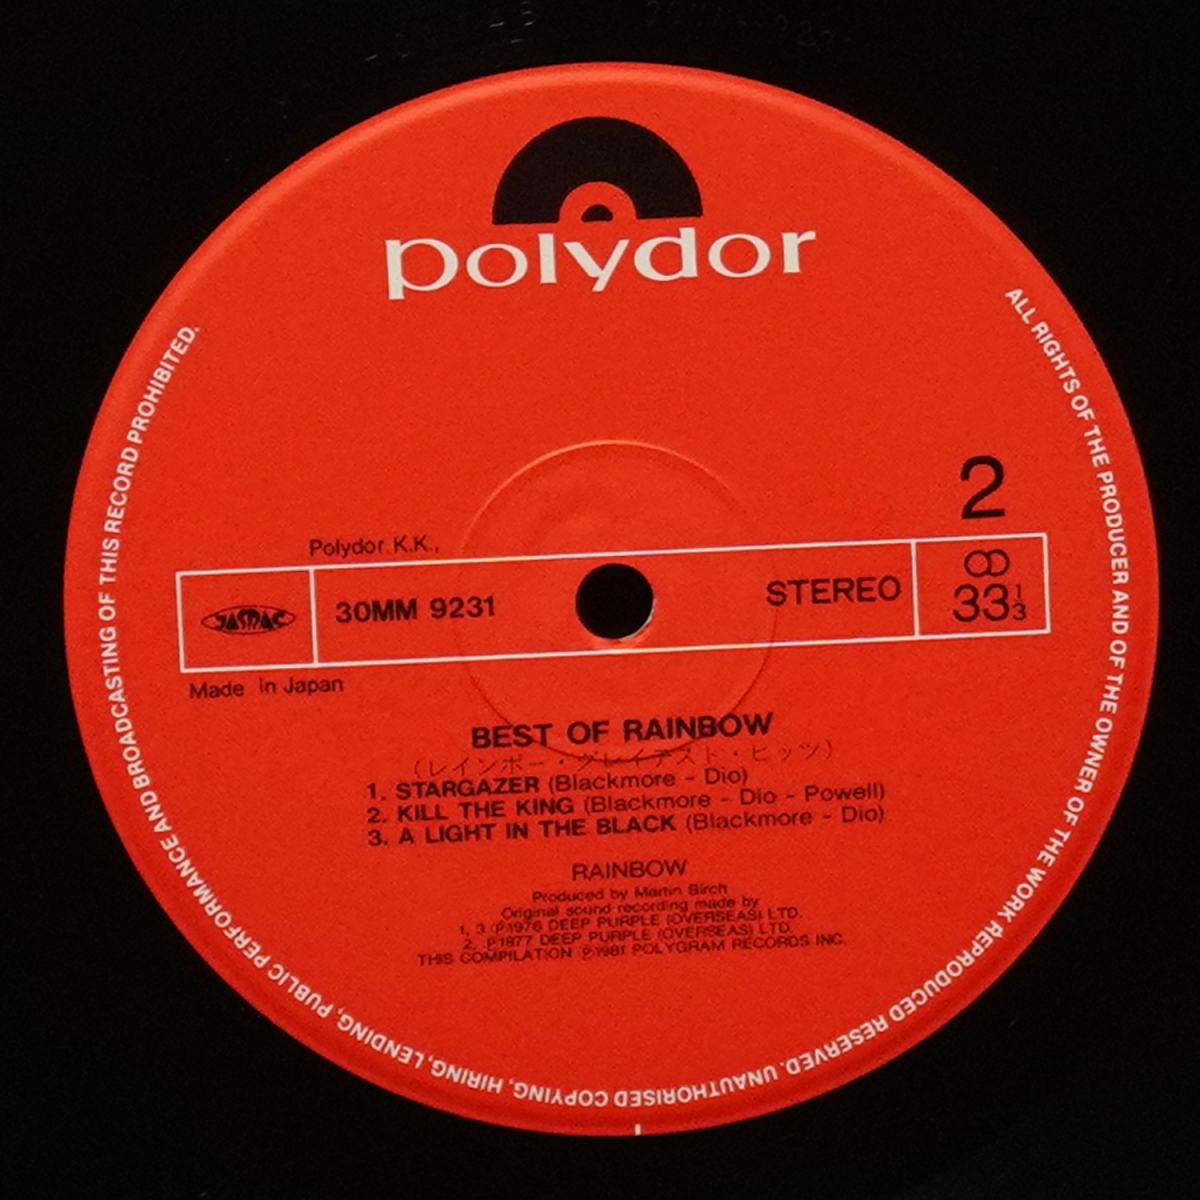 polydor
2
Polydor K.K.,
JASRAC
30MM 9231
STEREO
33 1/3
Made in Japan
BEST OF RAINBOW
(レインボー・グレイテスト・ヒッツ)
1. STARGAZER (Blackmore - Dio)
2. KILL THE KING (Blackmore - Dio - Powell)
3. A LIGHT IN THE BLACK (Blackmore - Dio)
RAINBOW
Produced by Martin Birch
Original sound recording made by
1, 3 ℗1976 DEEP PURPLE (OVERSEAS) LTD.
2, ℗1977 DEEP PURPLE (OVERSEAS) LTD.
THIS COMPILATION ℗1981 POLYGRAM RECORDS INC.
ALL RIGHTS OF THE PRODUCER AND OF THE OWNER OF THE WORK REPRODUCED RESERVED. UNAUTHORISED COPYING, HIRING, LENDING, PUBLIC PERFORMANCE AND BROADCASTING OF THIS RECORD PROHIBITED.